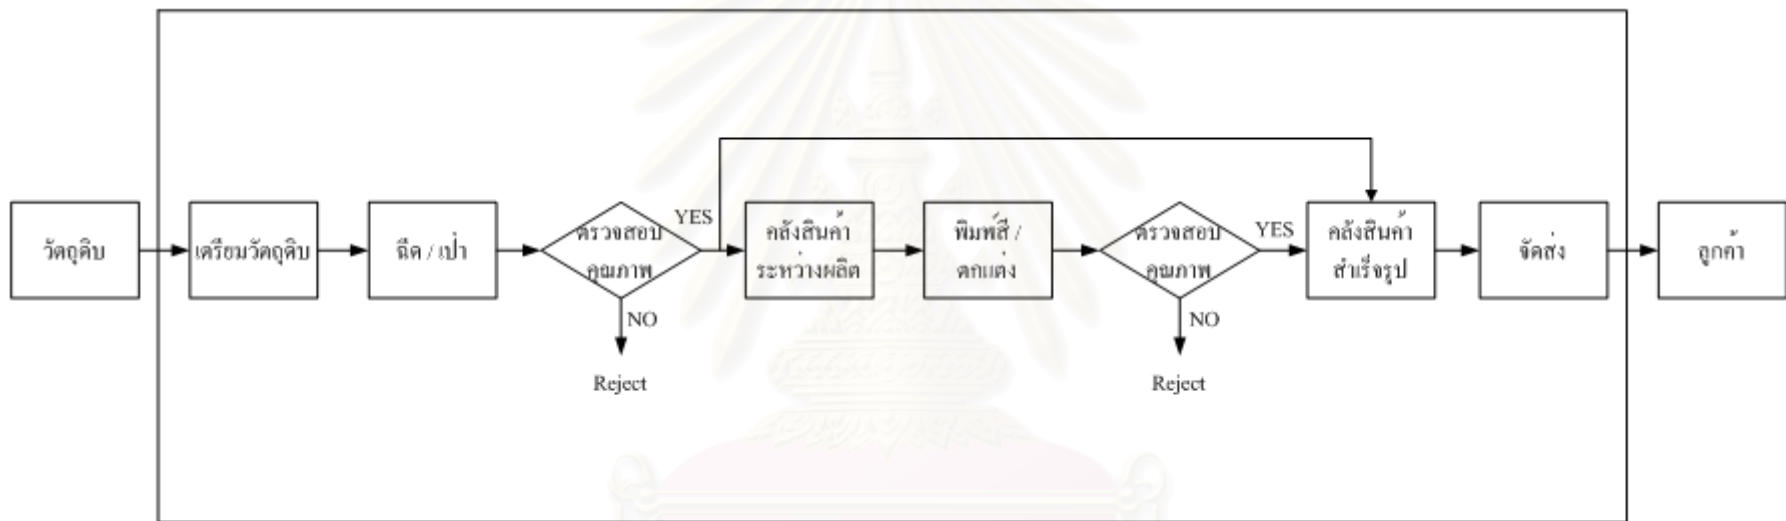 วัตถุดิบ
เตรียมวัตถุดิบ
ฉีด / เป่า
ตรวจสอบ
คุณภาพ
YES
NO
Reject
คลังสินค้า
ระหว่างผลิต
พิมพ์สี /
ตกแต่ง
ตรวจสอบ
คุณภาพ
YES
NO
Reject
คลังสินค้า
สำเร็จรูป
จัดส่ง
ลูกค้า